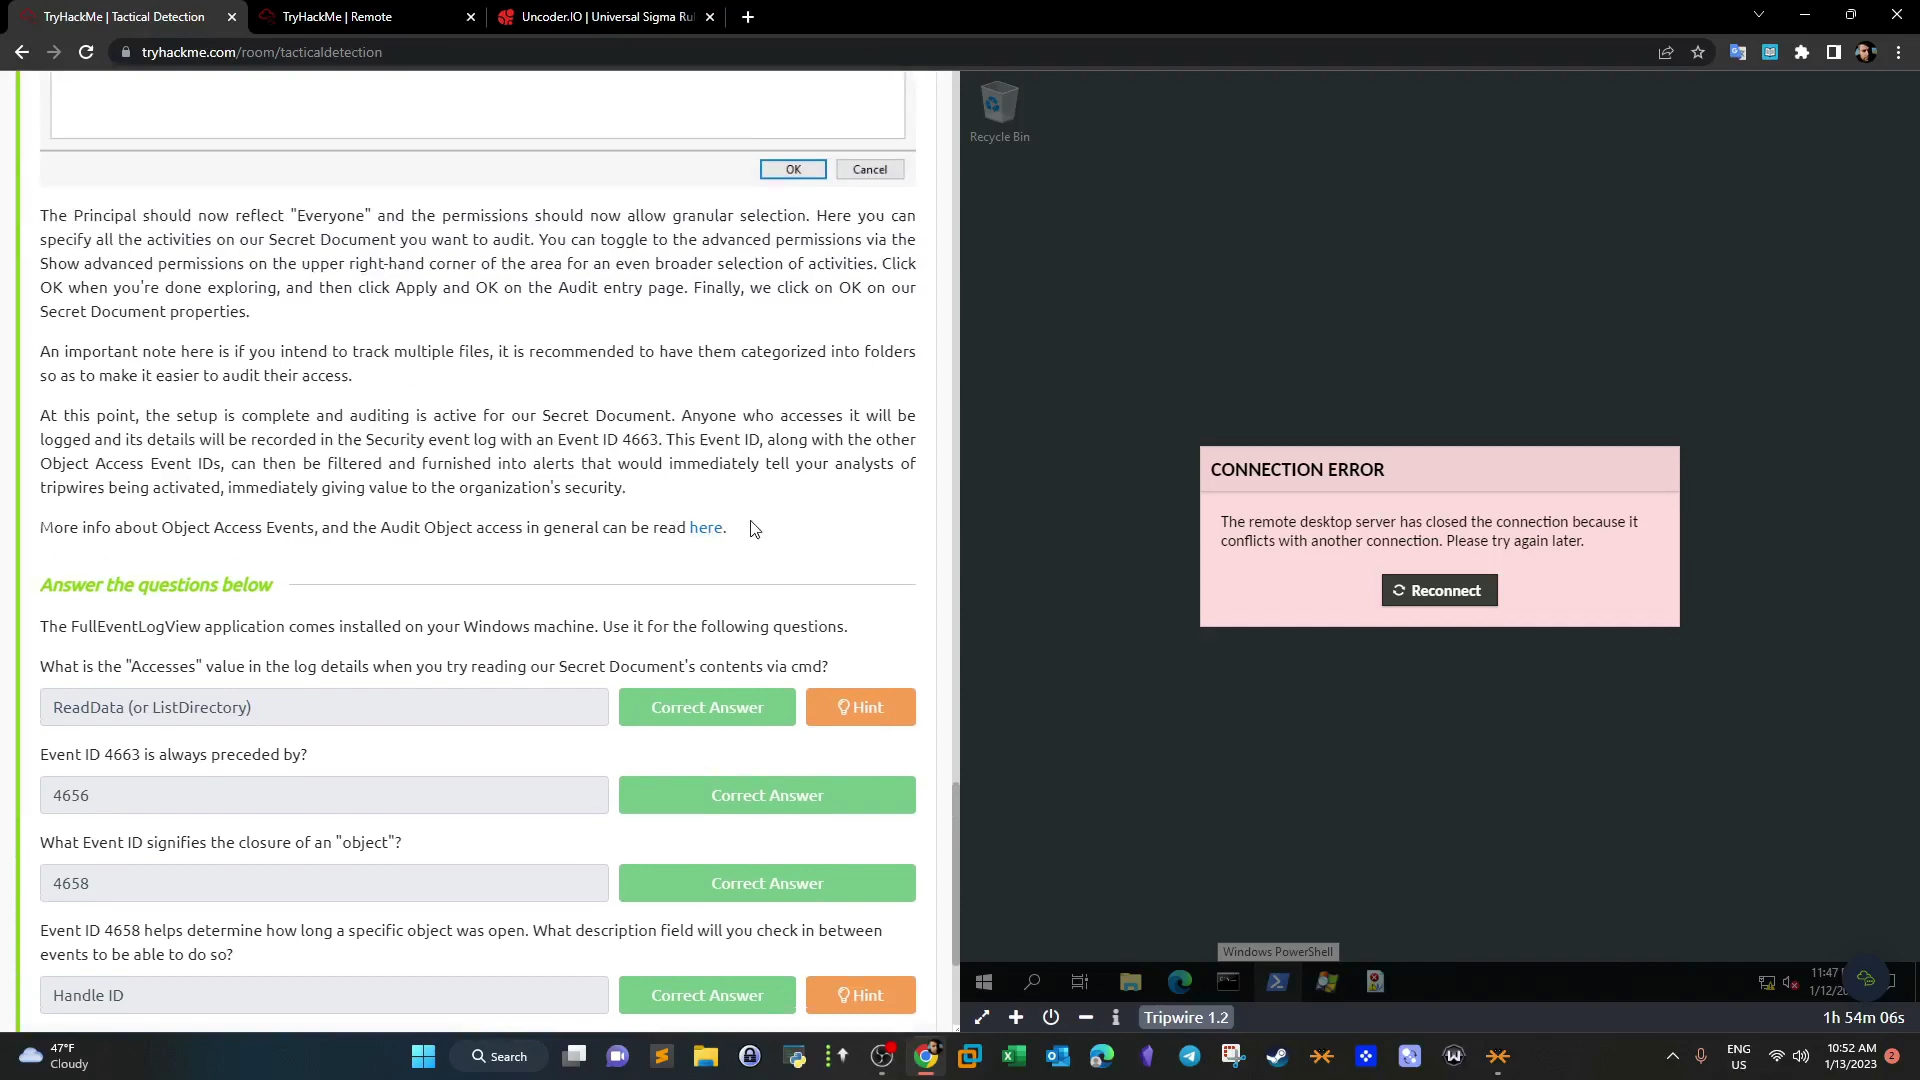 TryHackMe | Tactical Detection
TryHackMe | Remote
Uncoder.IO | Universal Sigma Ru
tryhackme.com/room/tacticaldetection
OK
Cancel
The Principal should now reflect "Everyone" and the permissions should now allow granular selection. Here you can
specify all the activities on our Secret Document you want to audit. You can toggle to the advanced permissions via the
Show advanced permissions on the upper right-hand corner of the area for an even broader selection of activities. Click
OK when you're done exploring, and then click Apply and OK on the Audit entry page. Finally, we click on OK on our
Secret Document properties.
An important note here is if you intend to track multiple files, it is recommended to have them categorized into folders
so as to make it easier to audit their access.
At this point, the setup is complete and auditing is active for our Secret Document. Anyone who accesses it will be
logged and its details will be recorded in the Security event log with an Event ID 4663. This Event ID, along with the other
Object Access Event IDs, can then be filtered and furnished into alerts that would immediately tell your analysts of
tripwires being activated, immediately giving value to the organization's security.
More info about Object Access Events, and the Audit Object access in general can be read here.
Answer the questions below
The FullEventLogView application comes installed on your Windows machine. Use it for the following questions.
What is the "Accesses" value in the log details when you try reading our Secret Document's contents via cmd?
ReadData (or ListDirectory)
Correct Answer
Hint
Event ID 4663 is always preceded by?
4656
Correct Answer
What Event ID signifies the closure of an "object"?
4658
Correct Answer
Event ID 4658 helps determine how long a specific object was open. What description field will you check in between
events to be able to do so?
Handle ID
Correct Answer
Hint
Recycle Bin
CONNECTION ERROR
The remote desktop server has closed the connection because it
conflicts with another connection. Please try again later.
Reconnect
Windows PowerShell
11:47
1/12/20
Tripwire 1.2
1h 54m 06s
47°F
Cloudy
Search
ENG
US
10:52 AM
1/13/2023
2